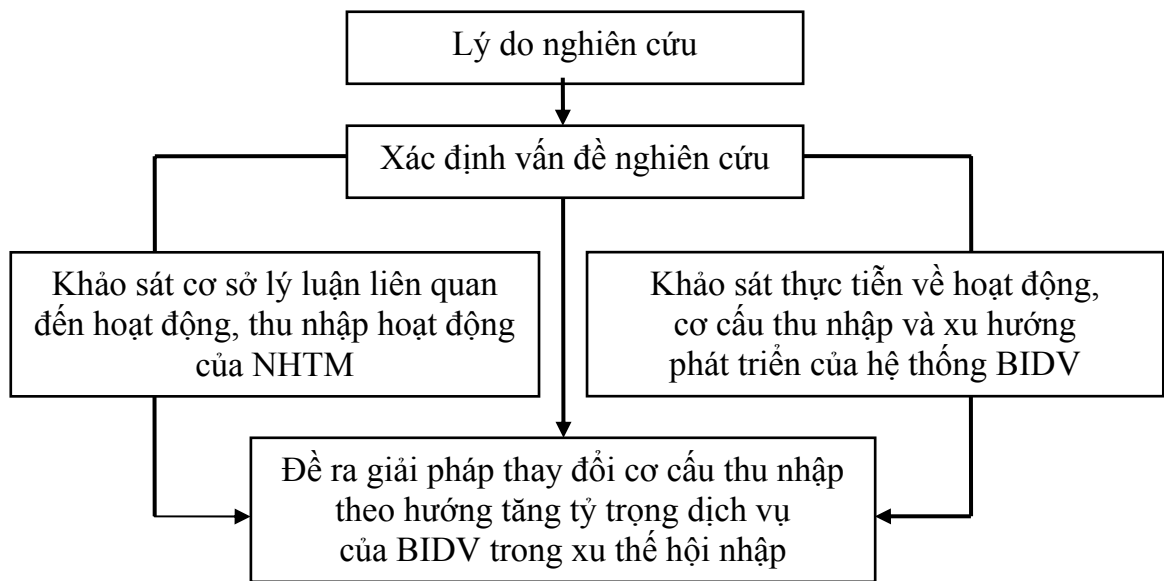 Lý do nghiên cứu
Xác định vấn đề nghiên cứu
Khảo sát cơ sở lý luận liên quan
đến hoạt động, thu nhập hoạt động
của NHTM
Khảo sát thực tiễn về hoạt động,
cơ cấu thu nhập và xu hướng
phát triển của hệ thống BIDV
Đề ra giải pháp thay đổi cơ cấu thu nhập
theo hướng tăng tỷ trọng dịch vụ
của BIDV trong xu thế hội nhập